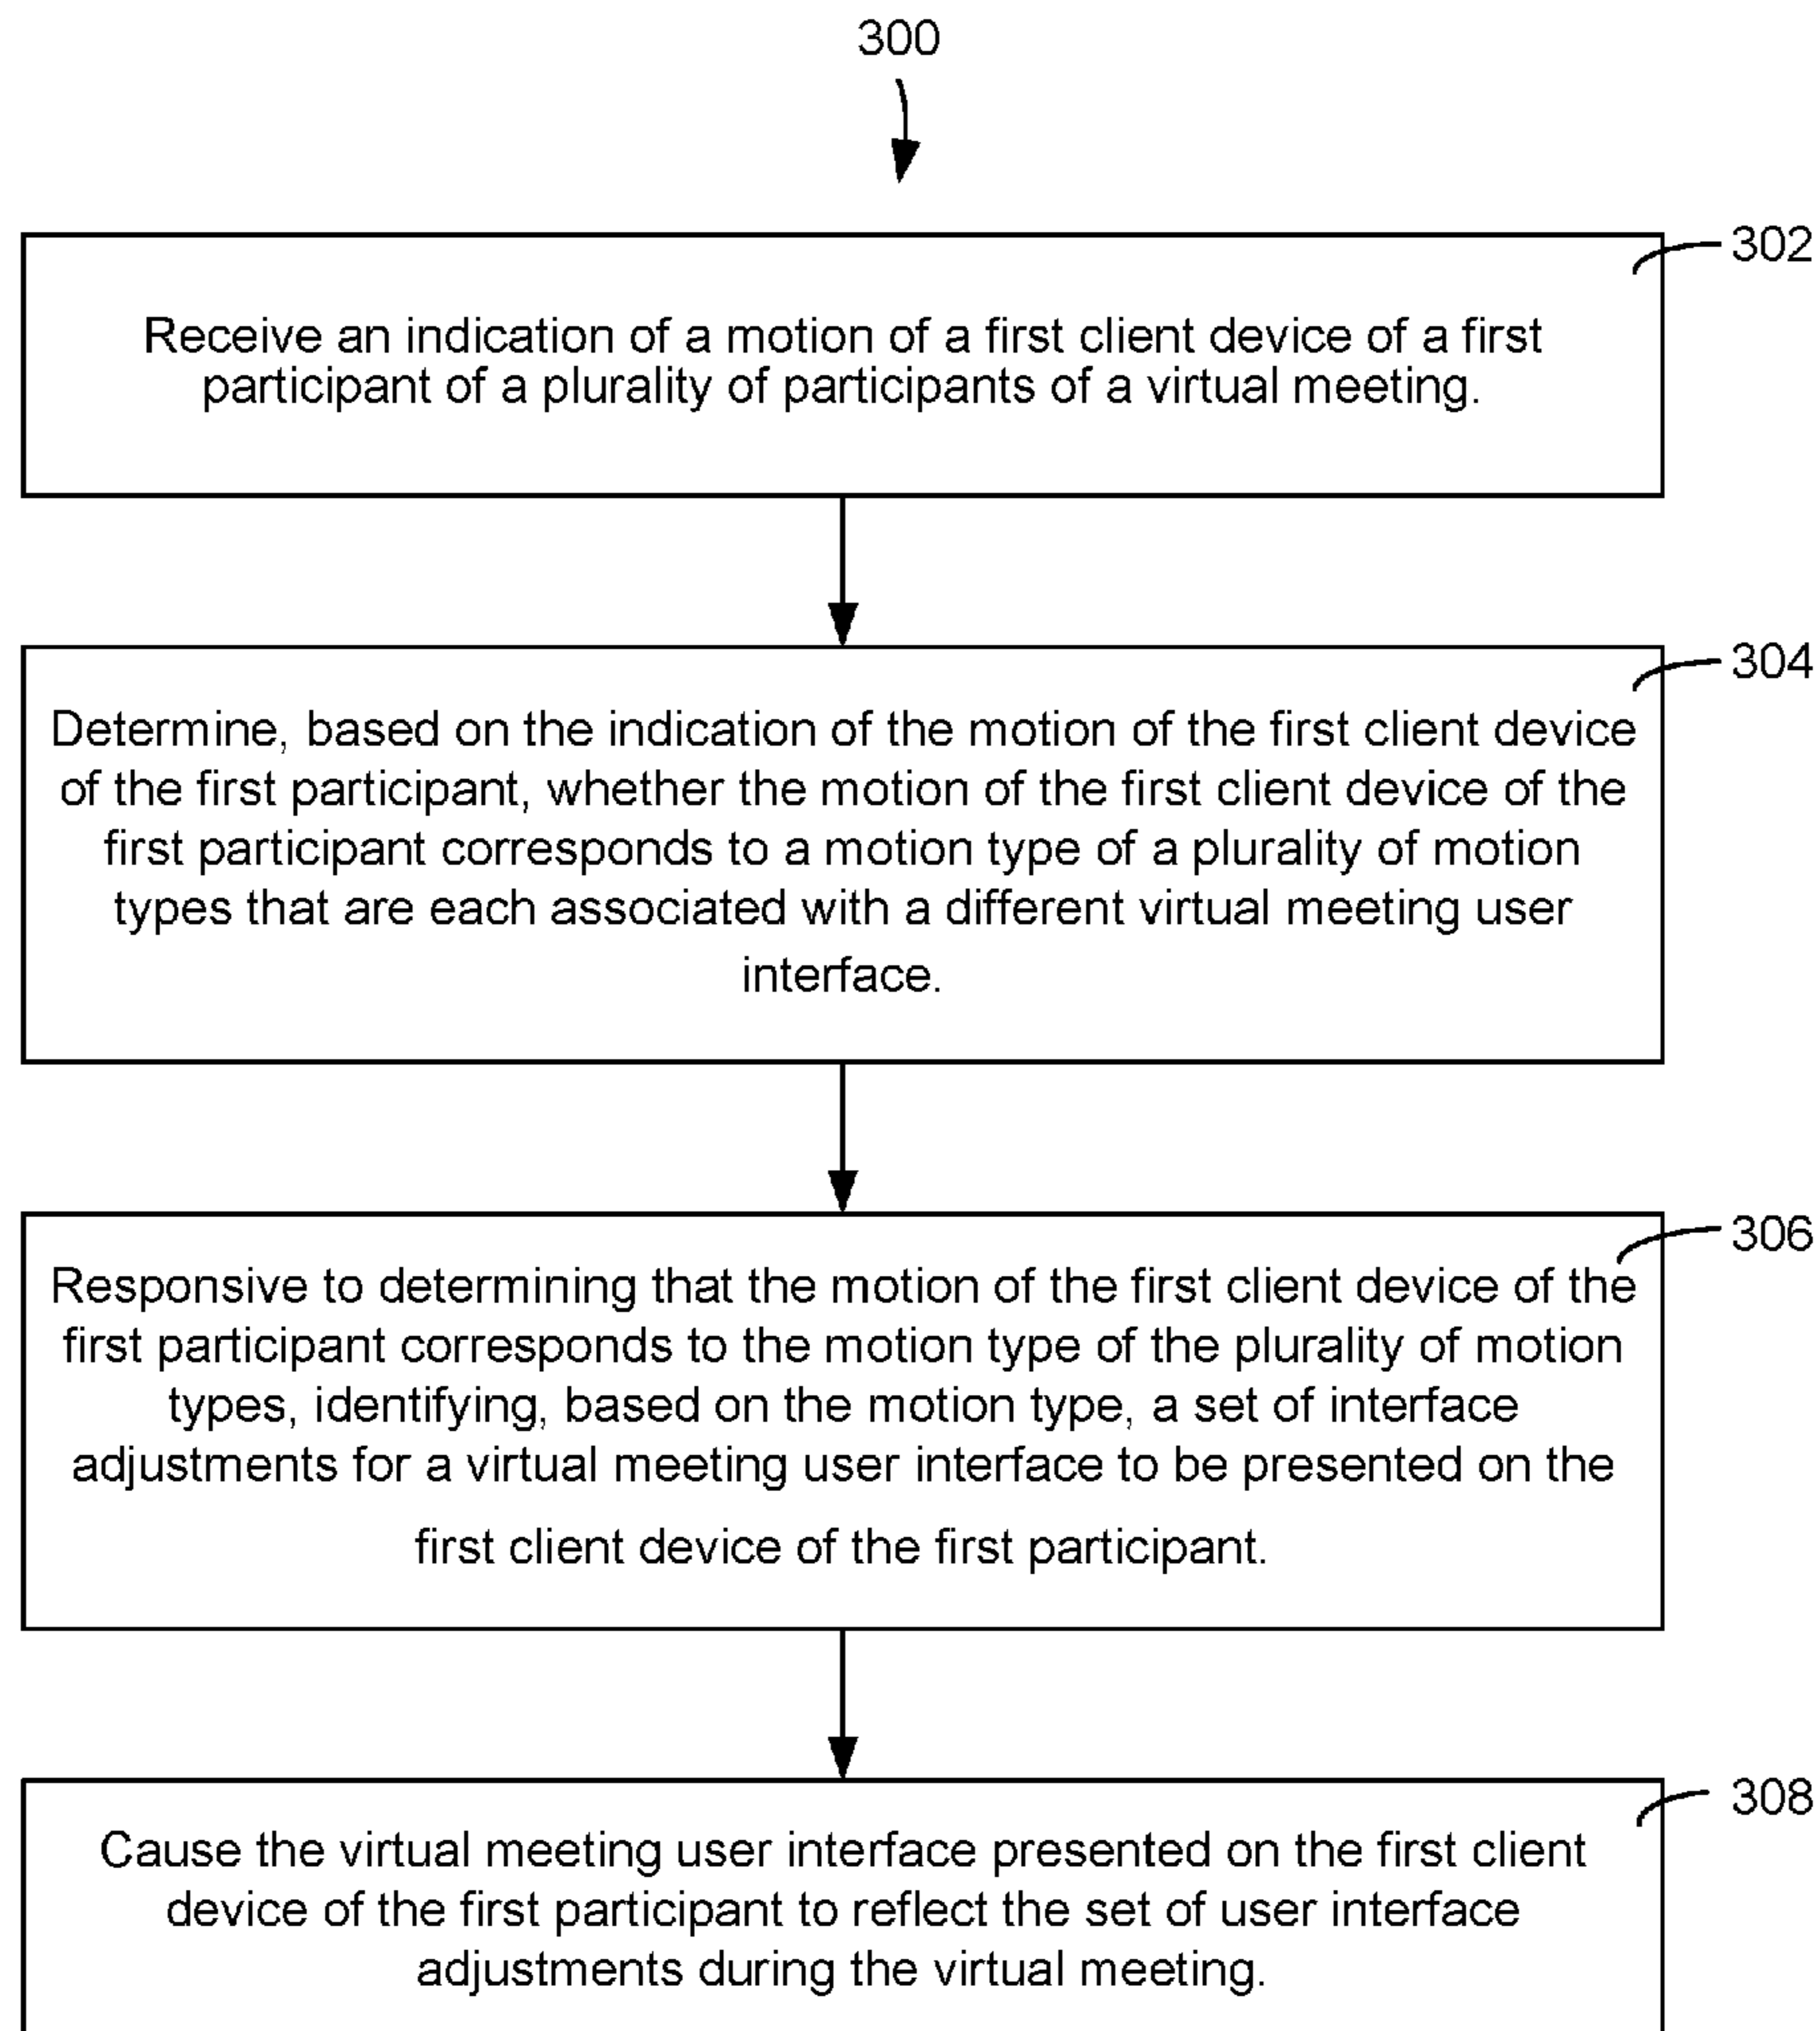 300
302
Receive an indication of a motion of a first client device of a first
participant of a plurality of participants of a virtual meeting.
304
Determine, based on the indication of the motion of the first client device
of the first participant, whether the motion of the first client device of the
first participant corresponds to a motion type of a plurality of motion
types that are each associated with a different virtual meeting user
interface.
306
Responsive to determining that the motion of the first client device of the
first participant corresponds to the motion type of the plurality of motion
types, identifying, based on the motion type, a set of interface
adjustments for a virtual meeting user interface to be presented on the
first client device of the first participant.
308
Cause the virtual meeting user interface presented on the first client
device of the first participant to reflect the set of user interface
adjustments during the virtual meeting.